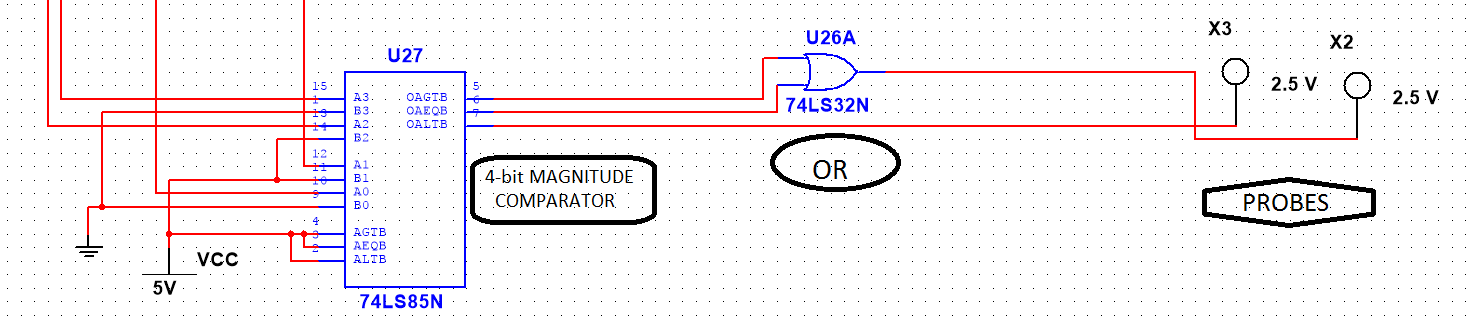 U27
15
1
13
14
12
11
10
9
4
3
2
A3
B3
A2
B2
A1
B1
A0
B0
AGTB
AEQB
ALTB
OAGTB
OAEQB
OALTB
5
6
7
74LS85N
VCC
5V
4-bit MAGNITUDE
COMPARATOR
U26A
74LS32N
OR
X3
2.5 V
X2
2.5 V
PROBES